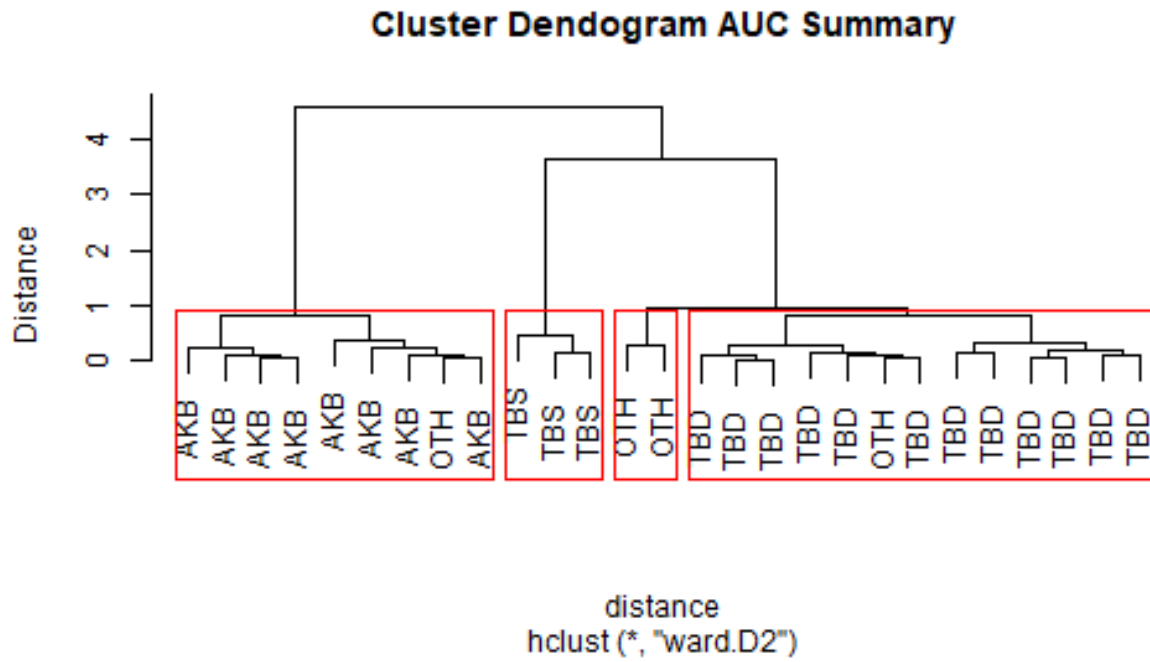 Cluster Dendogram AUC Summary
Distance
4
3
2
1
0
AKB
AKB
AKB
AKB
AKB
AKB
AKB
OTH
AKB
TBS
TBS
TBS
OTH
OTH
TBD
TBD
TBD
TBD
TBD
OTH
TBD
TBD
TBD
TBD
TBD
TBD
TBD
distance
hclust (*, "ward.D2")